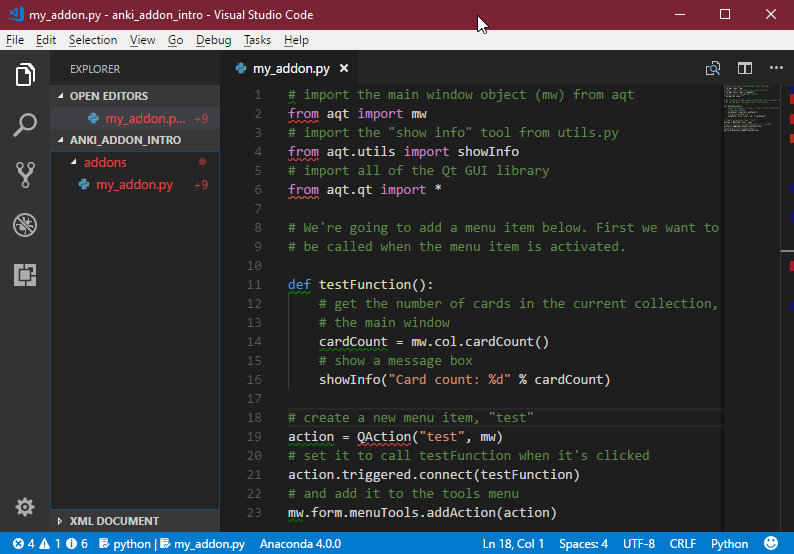 my_addon.py - anki_addon_intro - Visual Studio Code
File Edit Selection View Go Debug Tasks Help
EXPLORER
OPEN EDITORS
my_addon.p... +9
ANKI_ADDON_INTRO
addons
my_addon.py +9
XML DOCUMENT
my_addon.py
1 # import the main window object (mw) from aqt
2 from aqt import mw
3 # import the "show info" tool from utils.py
4 from aqt.utils import showInfo
5 # import all of the Qt GUI library
6 from aqt.qt import *
7
8 # We're going to add a menu item below. First we want to
9 # be called when the menu item is activated.
10
11 def testFunction():
12 # get the number of cards in the current collection,
13 # the main window
14 cardCount = mw.col.cardCount()
15 # show a message box
16 showInfo("Card count: %d" % cardCount)
17
18 # create a new menu item, "test"
19 action = QAction("test", mw)
20 # set it to call testFunction when it's clicked
21 action.triggered.connect(testFunction)
22 # and add it to the tools menu
23 mw.form.menuTools.addAction(action)
4 1 6 python | my_addon.py Anaconda 4.0.0 Ln 18, Col 1 Spaces: 4 UTF-8 CRLF Python